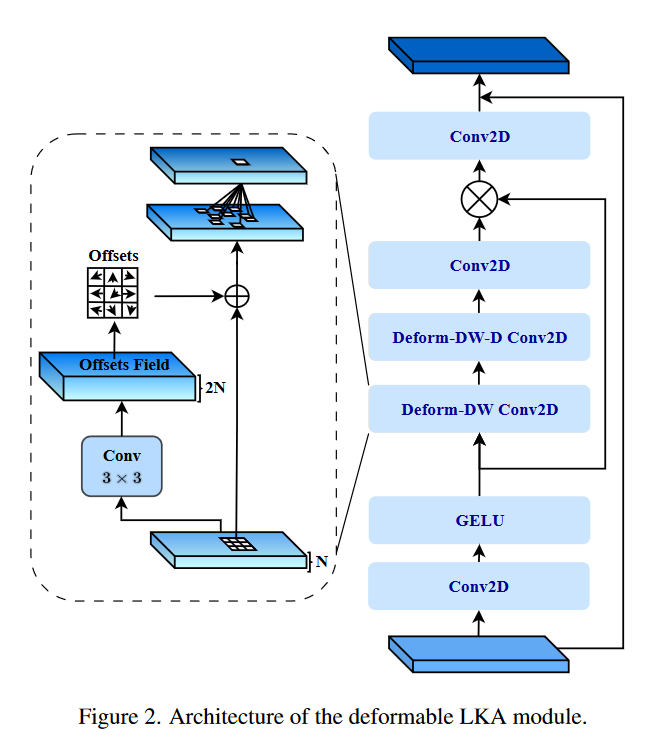 Conv2D
Conv2D
Deform-DW-D Conv2D
Deform-DW Conv2D
GELU
Conv2D
Offsets
Offsets Field
2N
Conv
3 × 3
N
Figure 2. Architecture of the deformable LKA module.